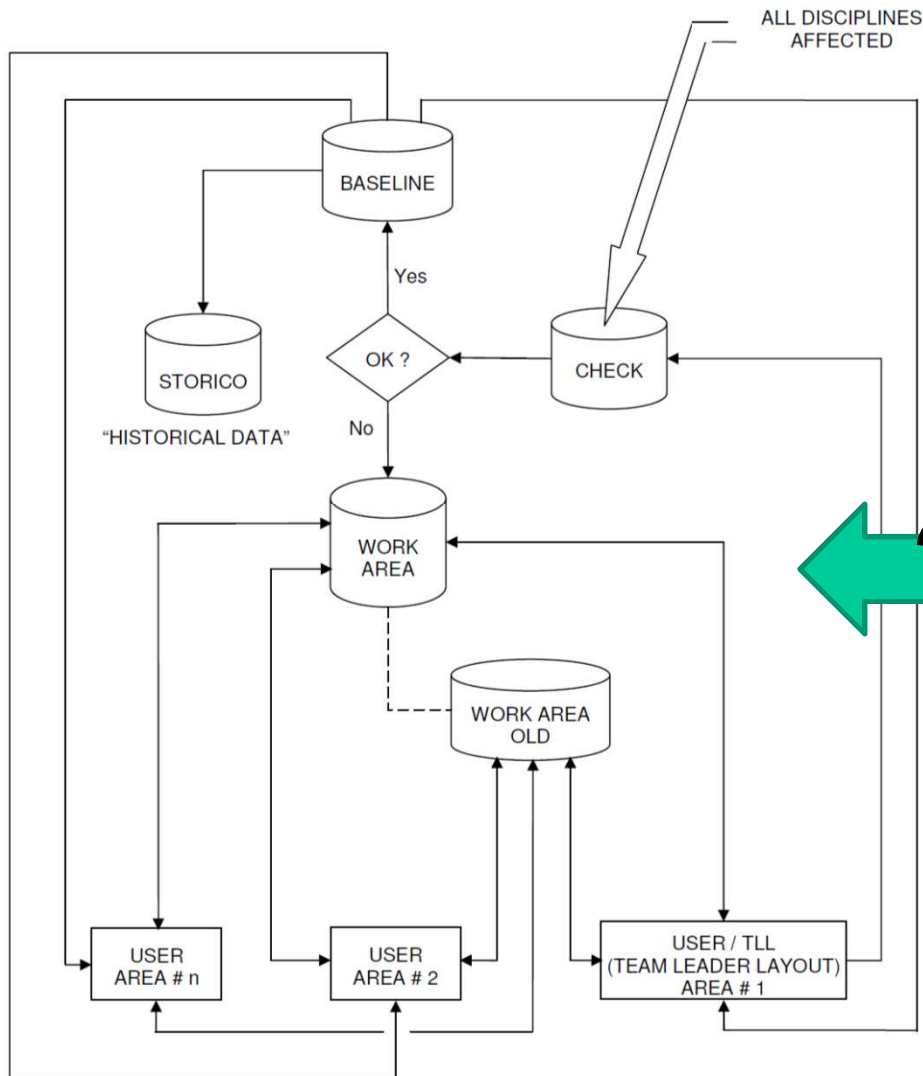 ALL DISCIPLINES
AFFECTED
BASELINE
Yes
STORICO
OK ?
CHECK
"HISTORICAL DATA"
No
WORK
AREA
WORK AREA
OLD
USER
AREA # n
USER
AREA # 2
USER / TLL
(TEAM LEADER LAYOUT)
AREA # 1